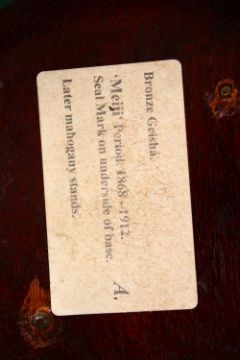 Bronze Geisha.
'Meiji' Period. 1868 - 1912.
Seal Mark on underside of base.
A,
Later mahogany stands.